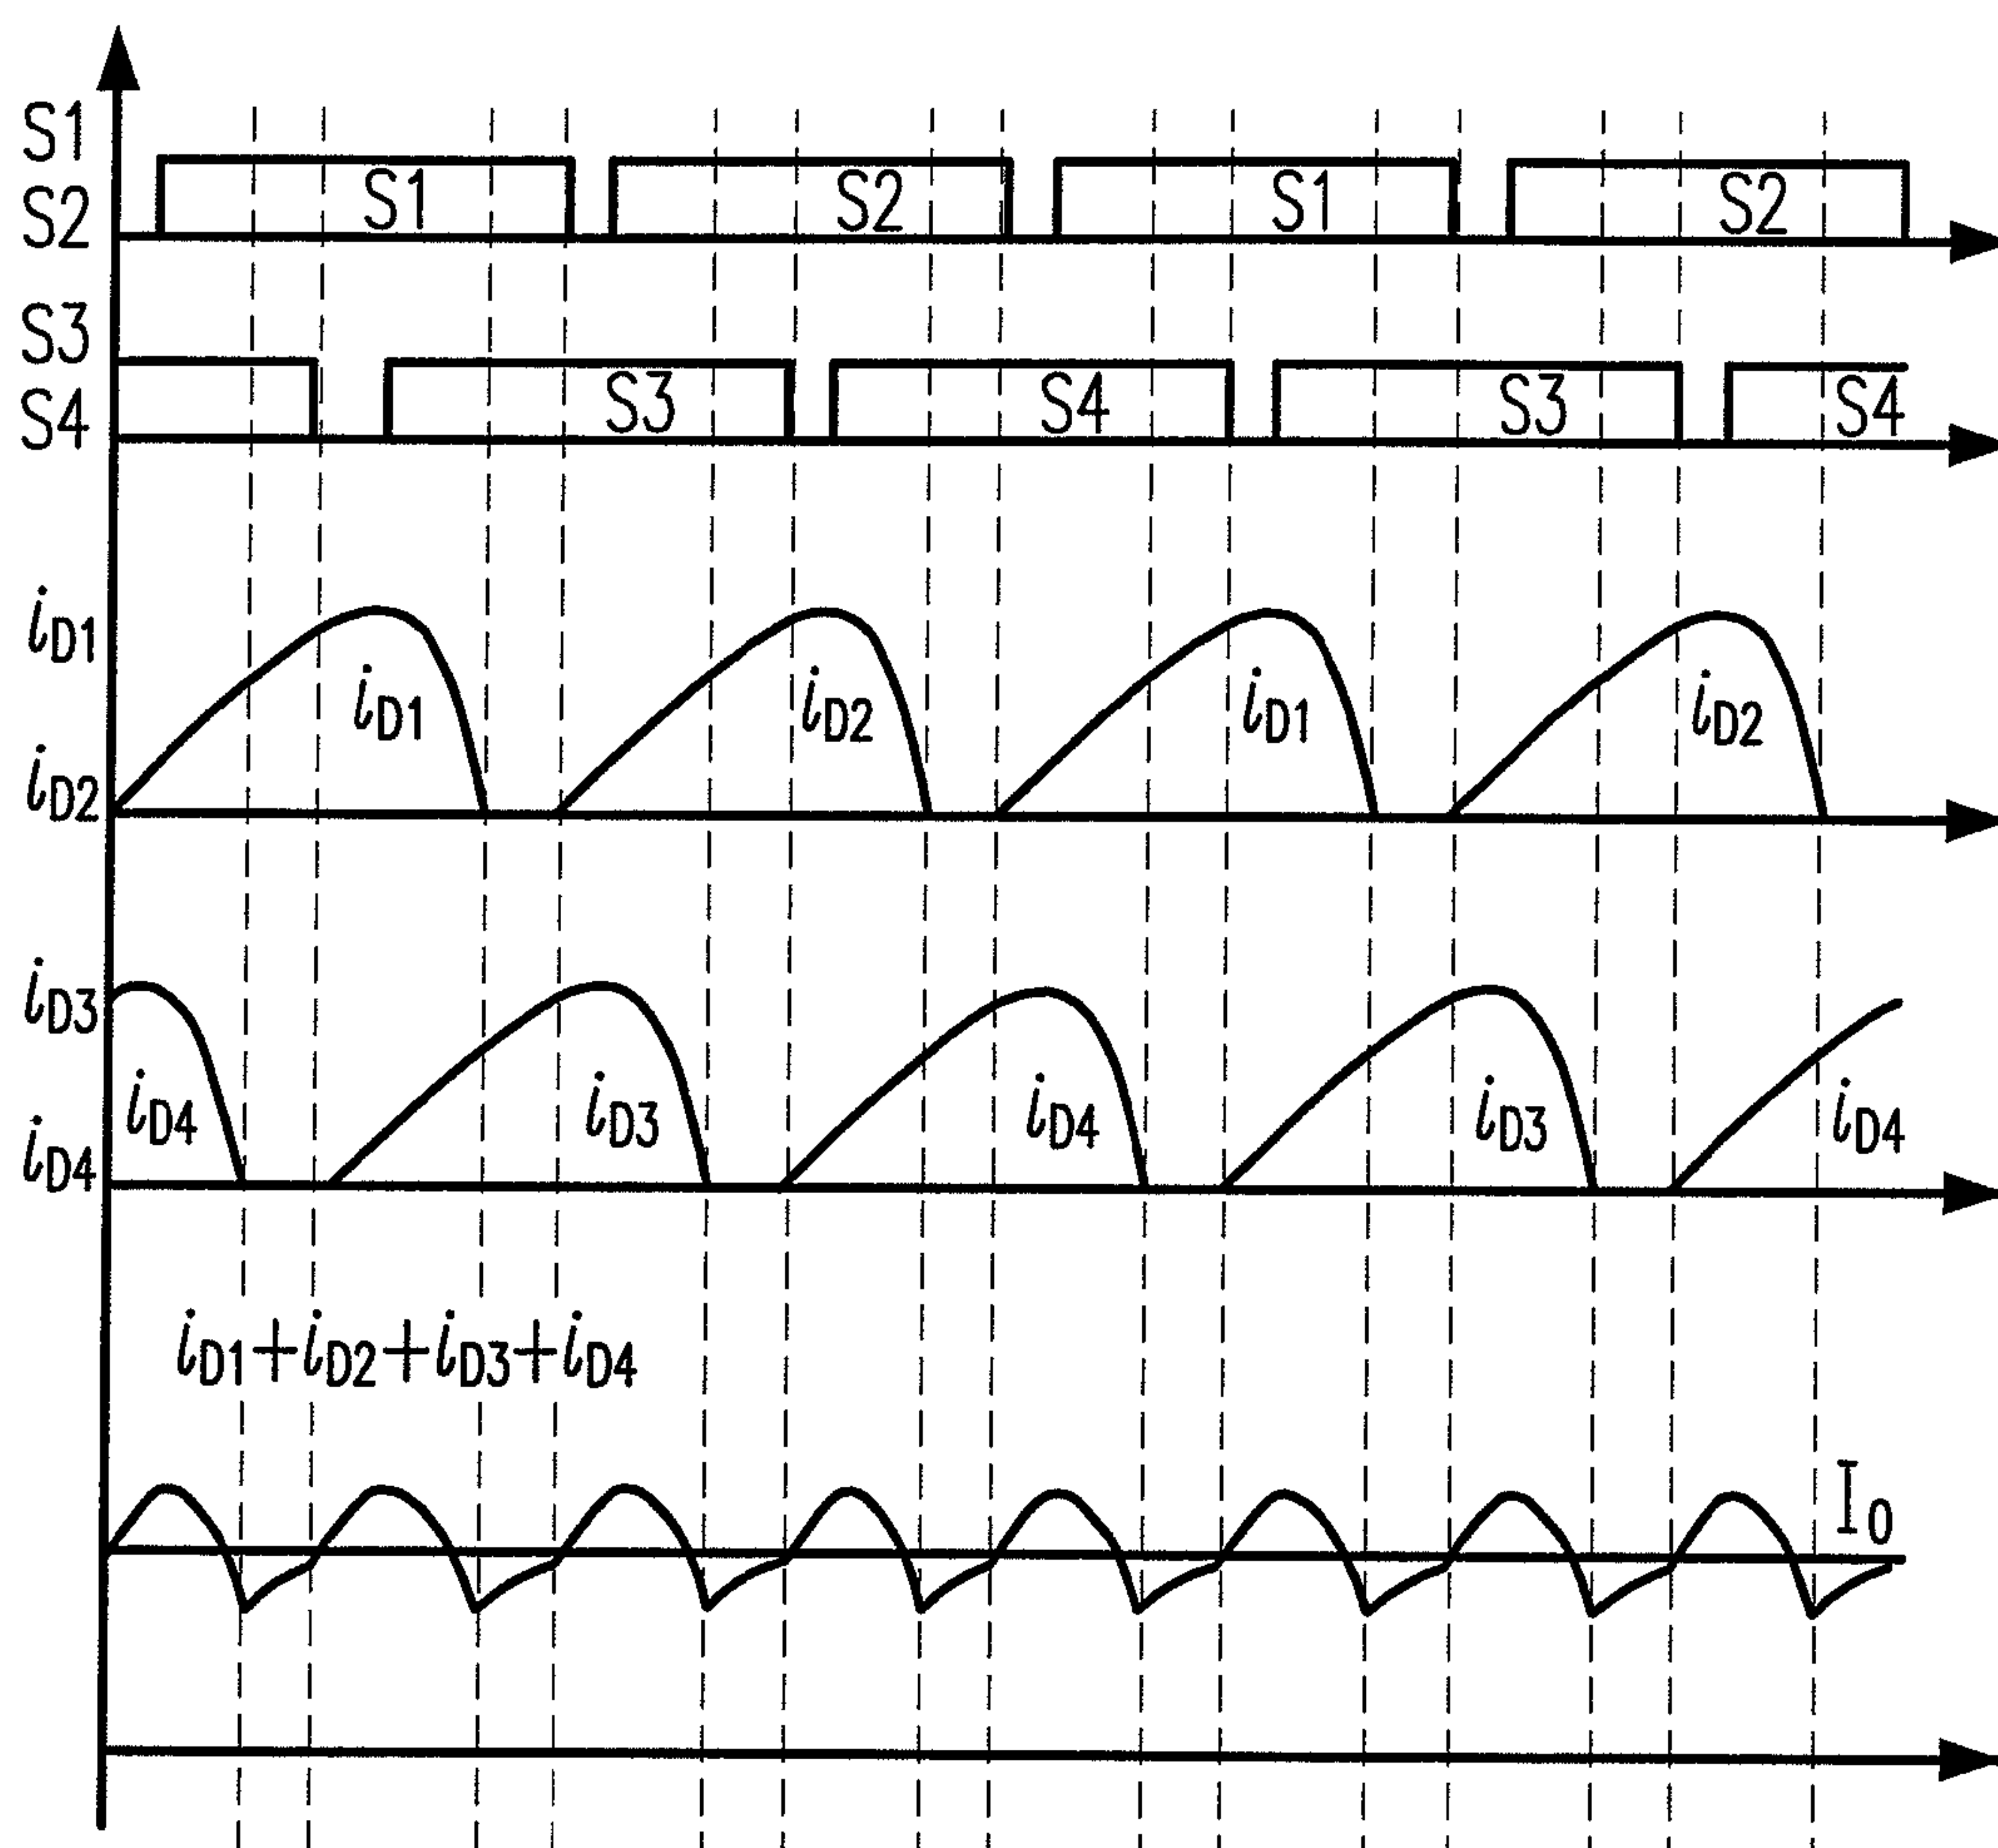 S1
S2
S1 S2 S1 S2
S3
S4
S3 S4 S3 S4
iD1
iD2
iD1 iD2 iD1 iD2
iD3
iD4
iD4 iD3 iD4 iD3 iD4
iD1+iD2+iD3+iD4
I0